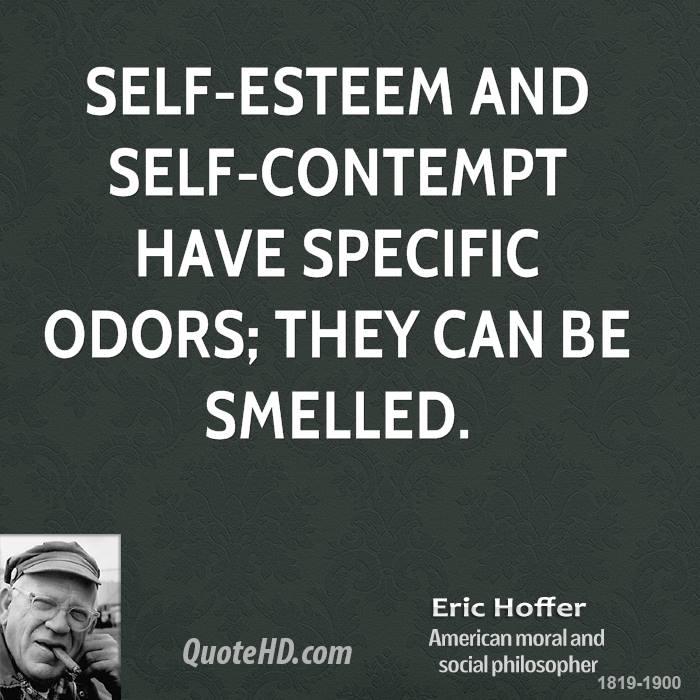 SELF-ESTEEM AND
SELF-CONTEMPT
HAVE SPECIFIC
ODORS; THEY CAN BE
SMELLED.
Eric Hoffer
American moral and
social philosopher
QuoteHD.com
1819-1900